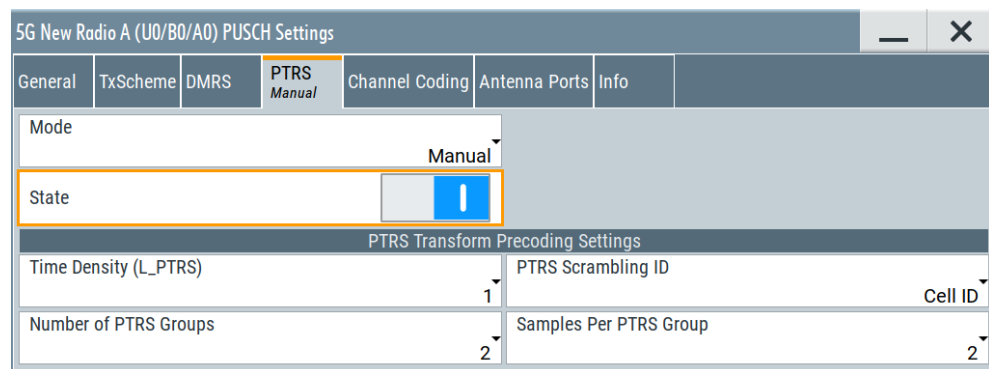 5G New Radio A (U0/B0/A0) PUSCH Settings
General TxScheme DMRS PTRS Manual Channel Coding Antenna Ports Info
Mode
Manual
State
PTRS Transform Precoding Settings
Time Density (L_PTRS)
1
PTRS Scrambling ID
Cell ID
Number of PTRS Groups
2
Samples Per PTRS Group
2